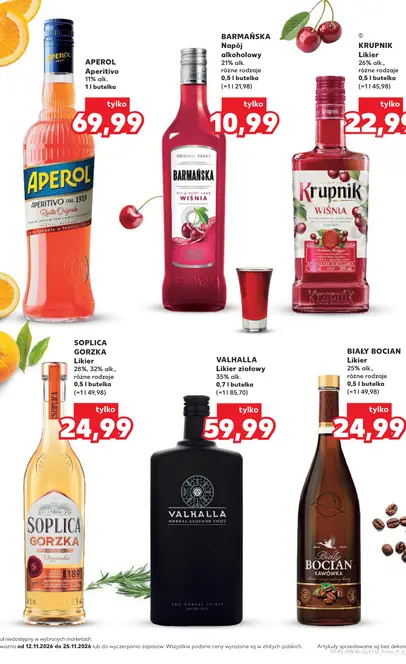 APEROL
Aperitivo
11% alk.
1 l butelka
tylko
69,99
BARMAŃSKA
Napój
alkoholowy
21% alk.
różne rodzaje
0,5 l butelka
(=1 l 21,98)
tylko
10,99
KRUPNIK
Likier
26% alk.,
różne rodzaje
0,5 l butelka
(=1 l 45,98)
tylko
22,99
APEROL
APERITIVO DAL 1919
BARMAŃSKA
WIŚNIA
Krupnik
WIŚNIA
Krupnik
SOPLICA
GORZKA
Likier
28%, 32% alk.,
różne rodzaje
0,5 l butelka
(=1 l 49,98)
tylko
24,99
VALHALLA
Likier ziołowy
35% alk.
0,7 l butelka
(=1 l 85,70)
tylko
59,99
BIAŁY BOCIAN
Likier
25% alk.,
różne rodzaje
0,5 l butelka
(=1 l 49,98)
tylko
24,99
SOPLICA
GORZKA
VALHALLA
HERBAL LIQUEUR SHOT
Biały
BOCIAN
KAWÓWKA
uł niedostępny w wybranych marketach.
ważna od 12.11.2026 do 25.11.2026 lub do wyczerpania zapasów. Wszystkie podane ceny wyrażone są w złotych polskich.
Artykuły sprzedawane są bez dekor